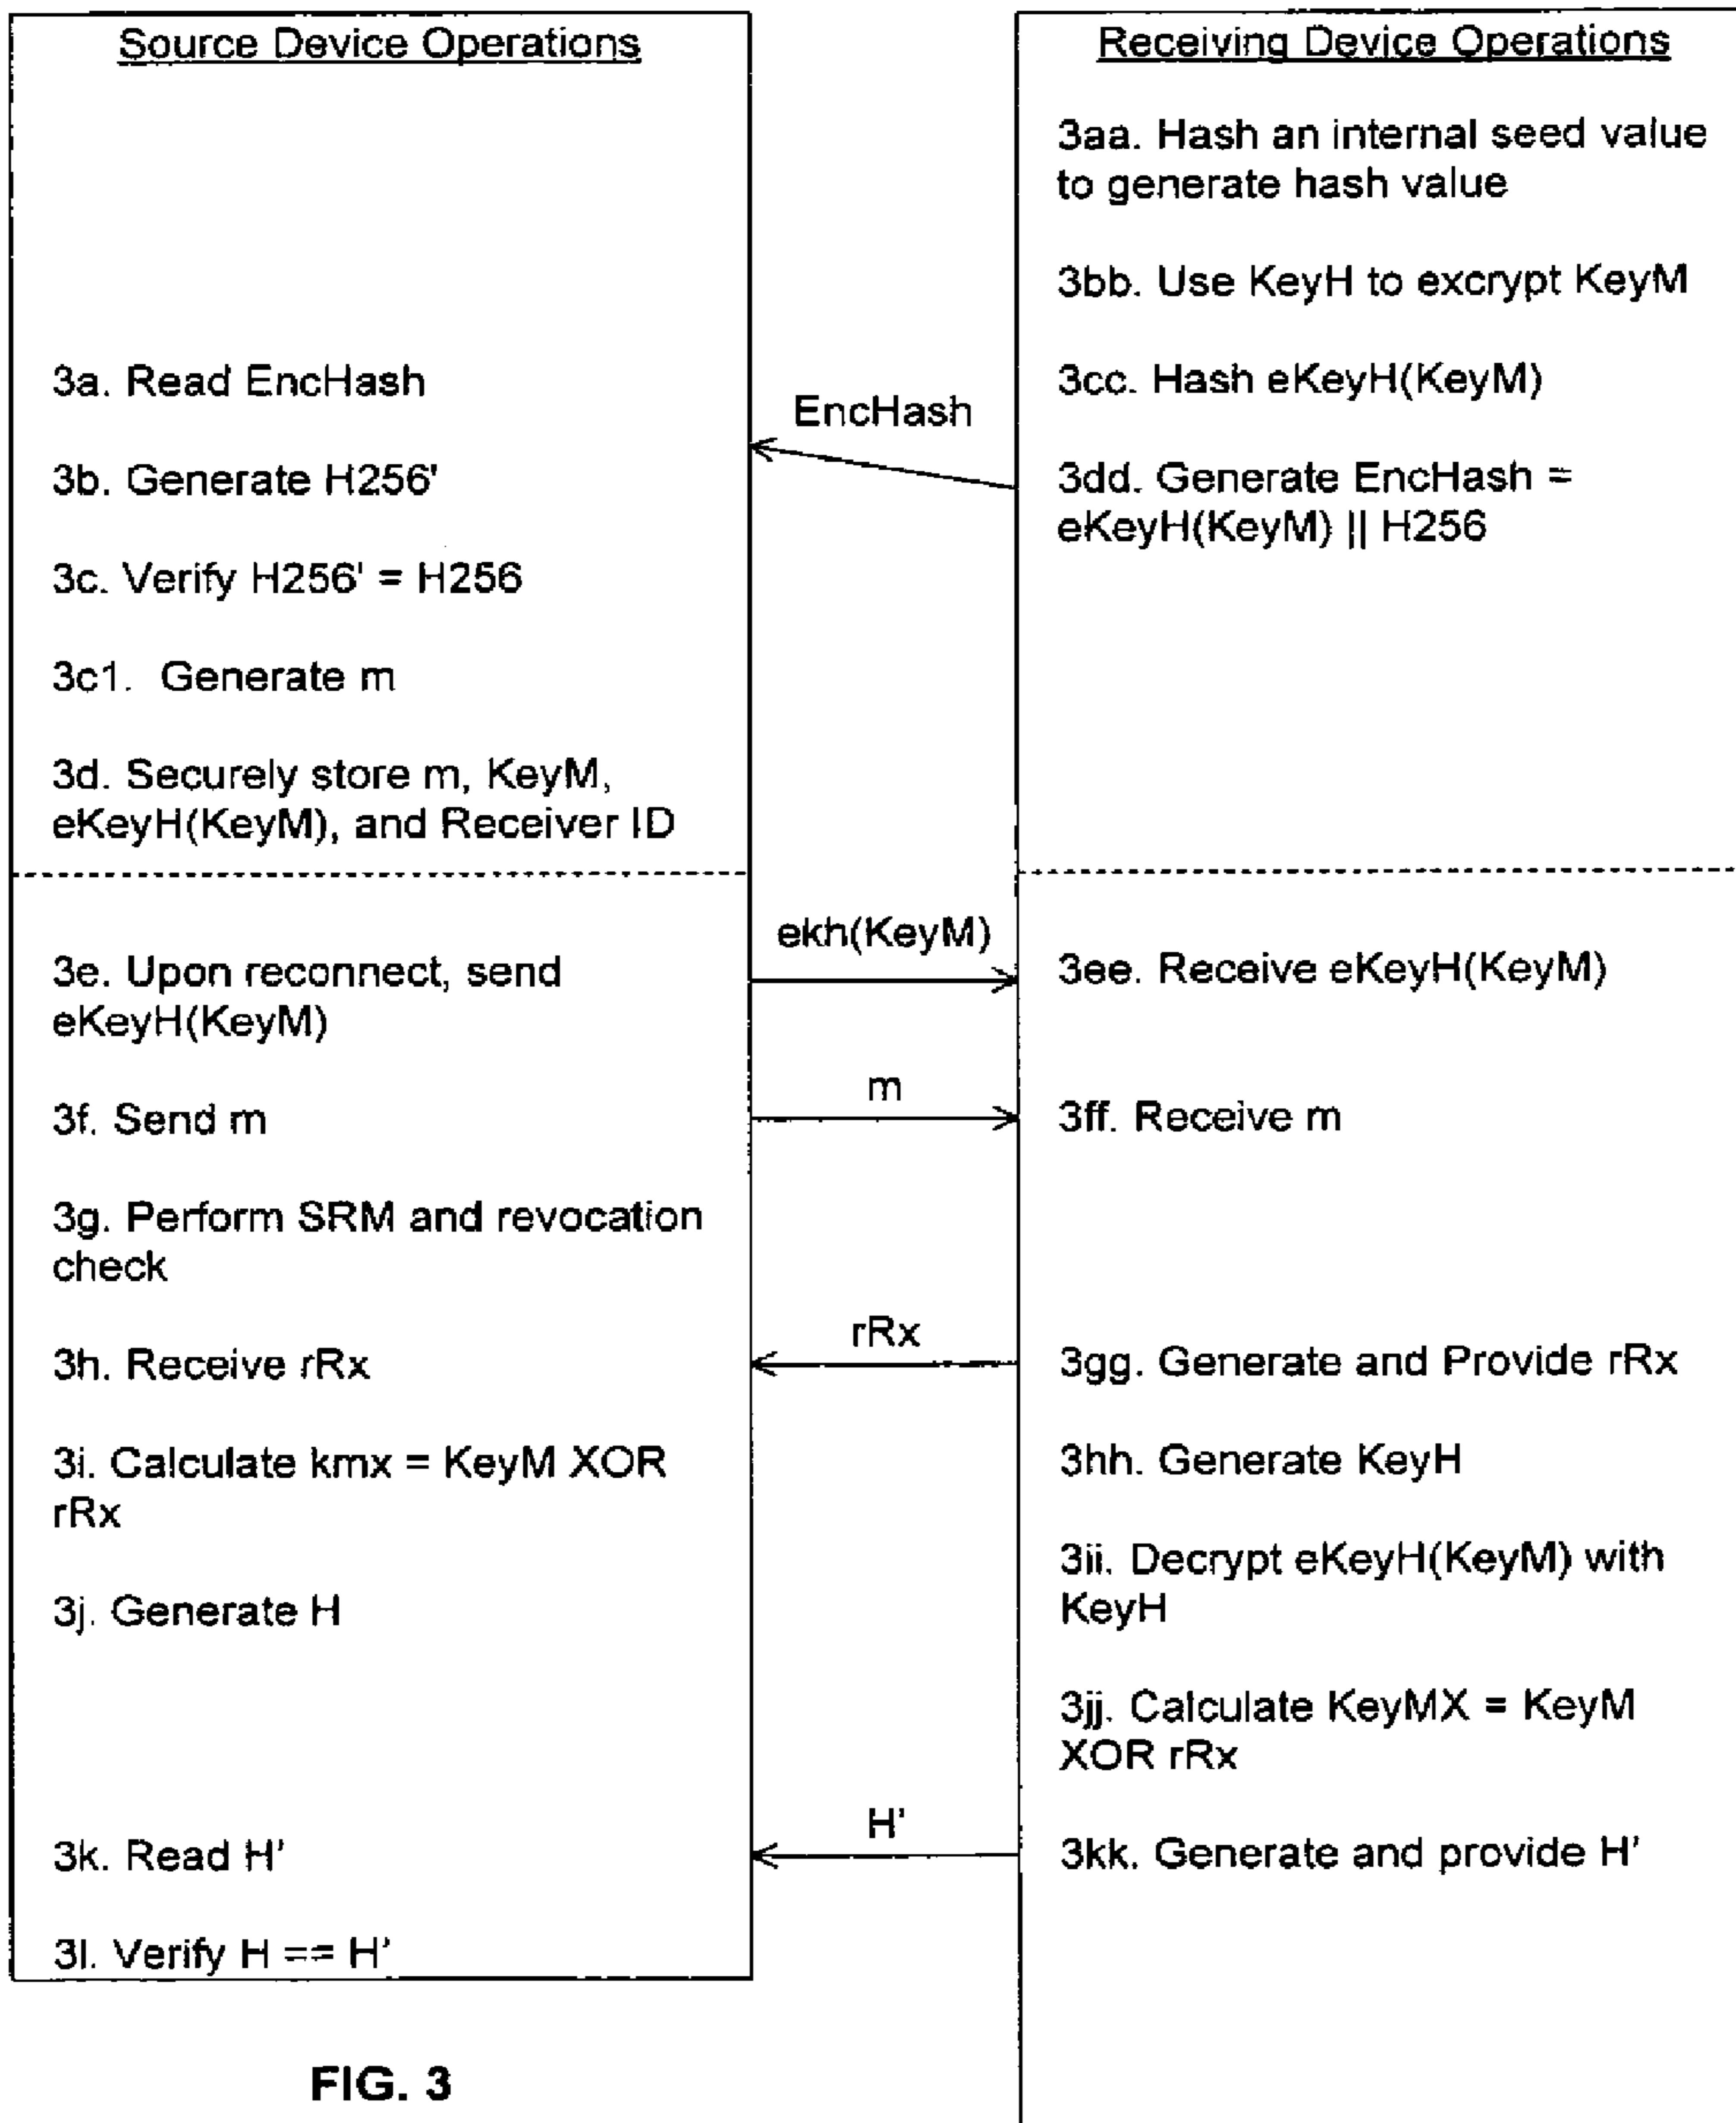 Source Device Operations
3a. Read EncHash
3b. Generate H256'
3c. Verify H256' = H256
3c1. Generate m
3d. Securely store m, KeyM,
eKeyH(KeyM), and Receiver ID
3e. Upon reconnect, send
eKeyH(KeyM)
3f. Send m
3g. Perform SRM and revocation
check
3h. Receive rRx
3i. Calculate kmx = KeyM XOR
rRx
3j. Generate H
3k. Read H'
3l. Verify H == H'
EncHash
ekh(KeyM)
m
rRx
H'
Receiving Device Operations
3aa. Hash an internal seed value
to generate hash value
3bb. Use KeyH to excrypt KeyM
3cc. Hash eKeyH(KeyM)
3dd. Generate EncHash =
eKeyH(KeyM) || H256
3ee. Receive eKeyH(KeyM)
3ff. Receive m
3gg. Generate and Provide rRx
3hh. Generate KeyH
3ii. Decrypt eKeyH(KeyM) with
KeyH
3jj. Calculate KeyMX = KeyM
XOR rRx
3kk. Generate and provide H'
FIG. 3